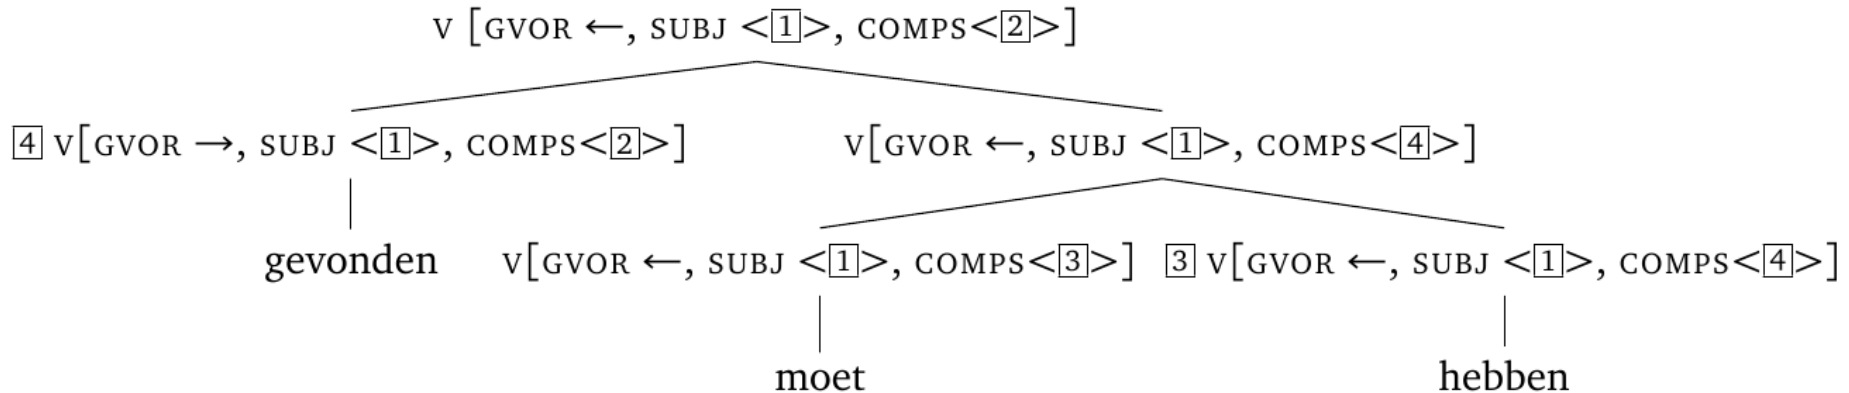 V [GVOR ←, SUBJ <1>, COMPS<2>]
4 V[GVOR →, SUBJ <1>, COMPS<2>] V[GVOR ←, SUBJ <1>, COMPS<4>]
gevonden V[GVOR ←, SUBJ <1>, COMPS<3>] 3 V[GVOR ←, SUBJ <1>, COMPS<4>]
moet hebben